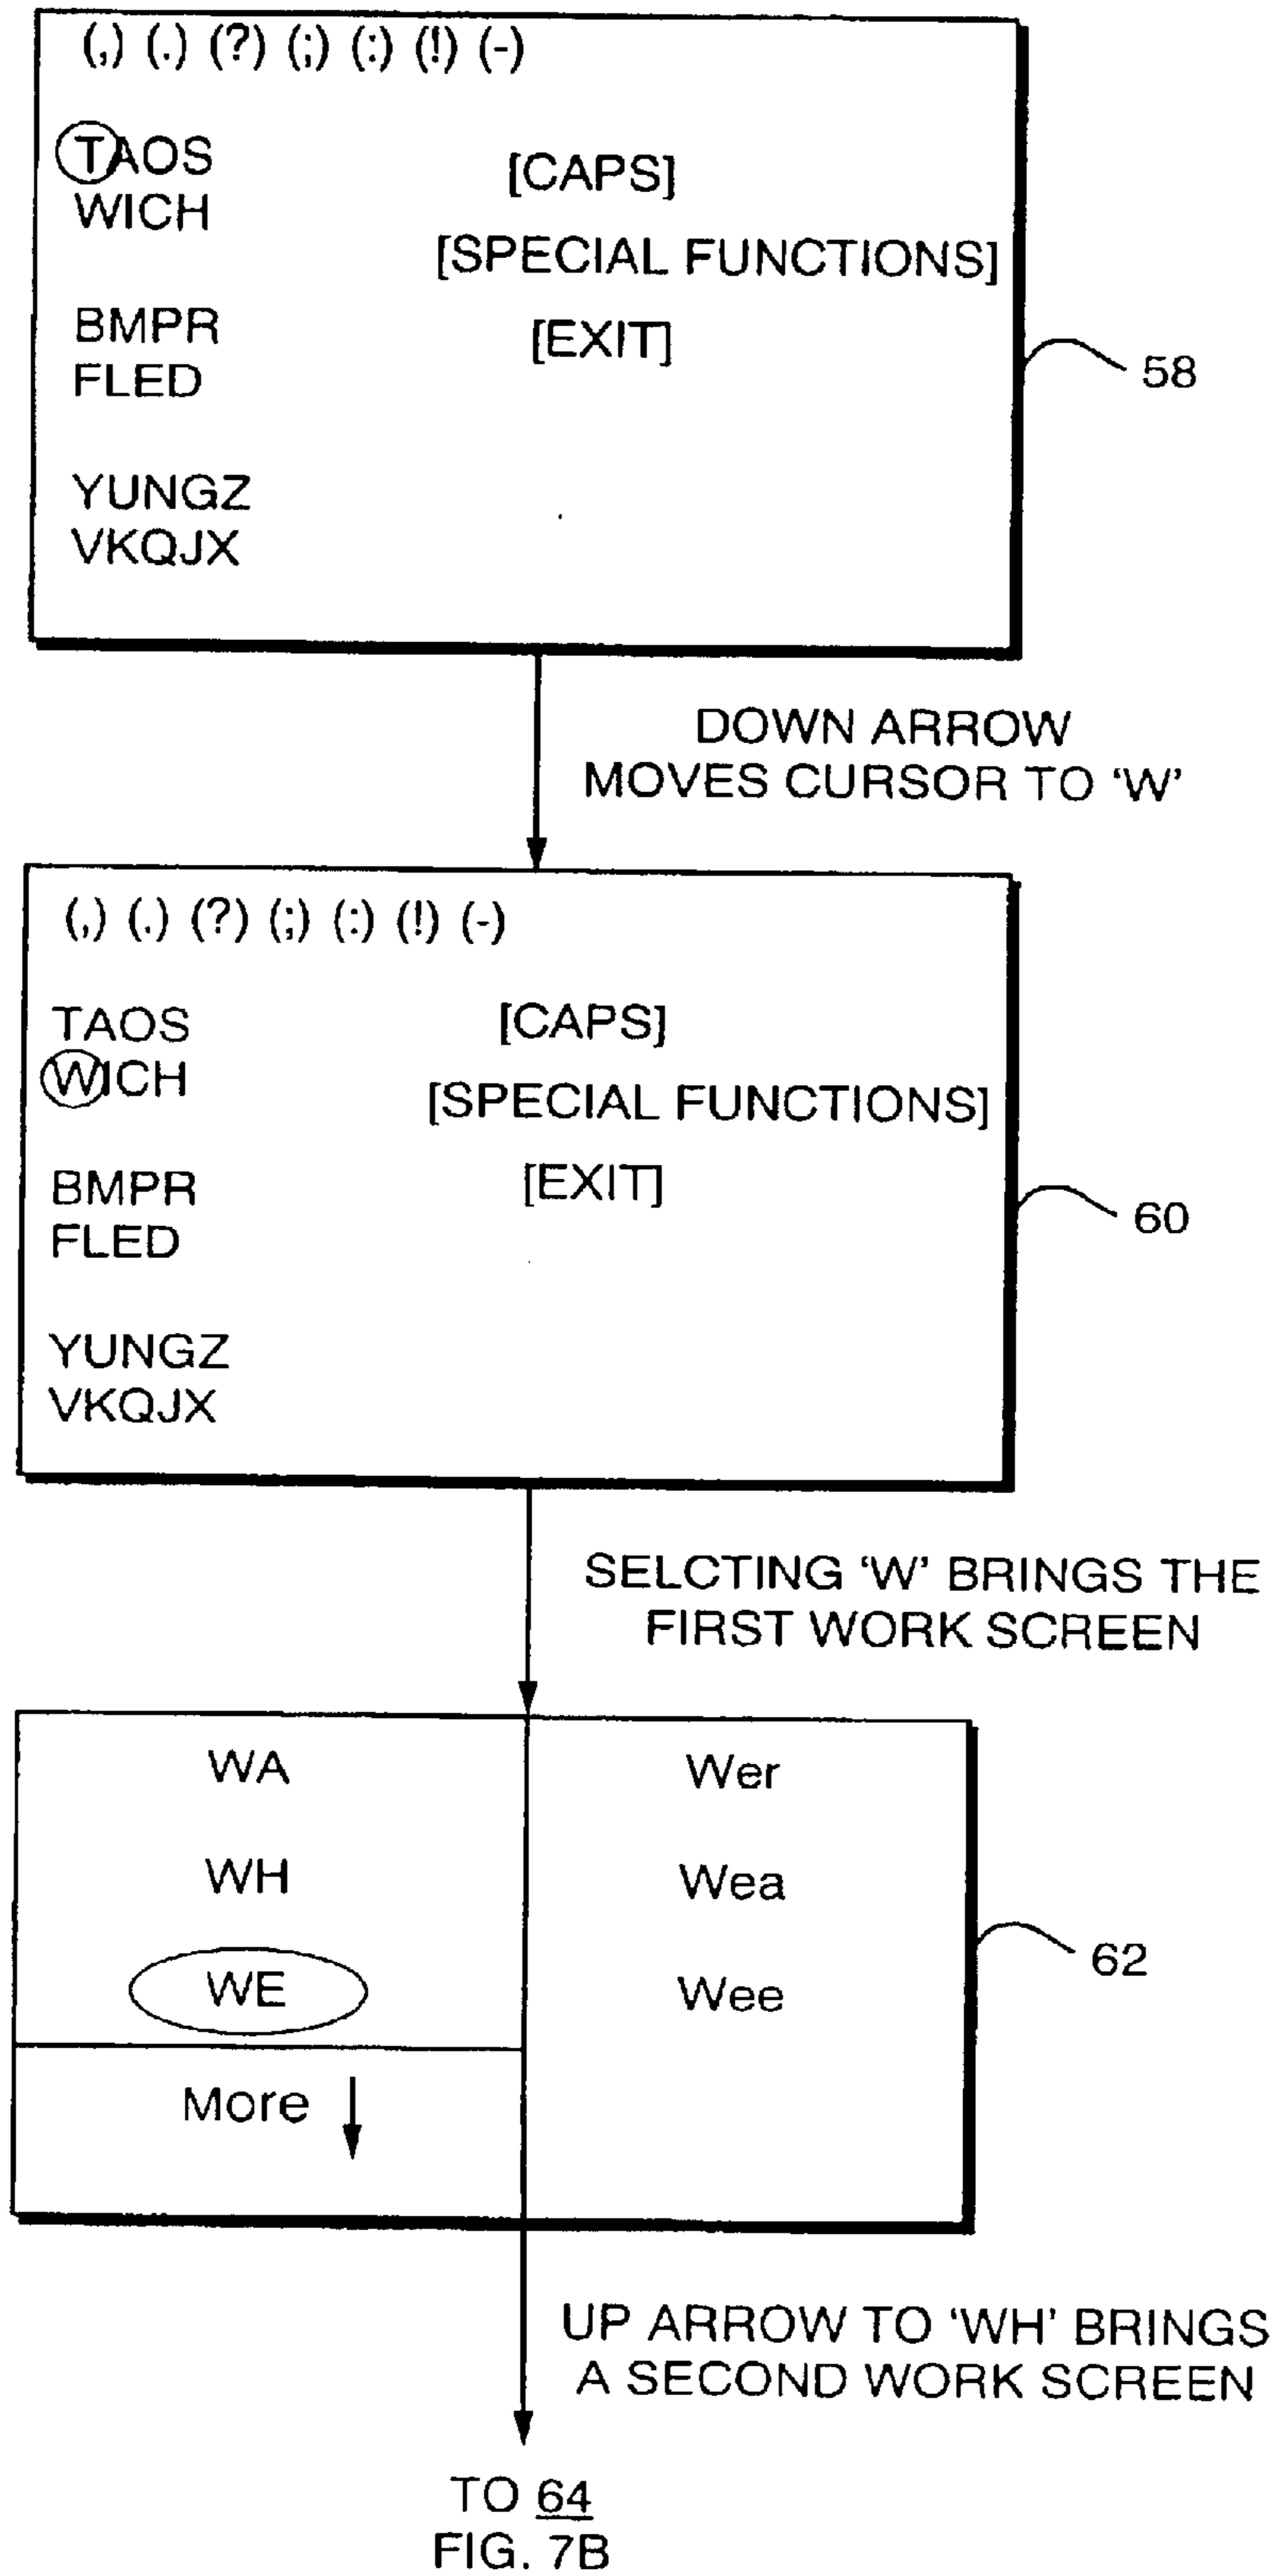 (,) (.) (?) (;) (:) (!) (-)
TAOS
WICH
BMPR
FLED
YUNGZ
VKQJX
[CAPS]
[SPECIAL FUNCTIONS]
[EXIT]
58
DOWN ARROW
MOVES CURSOR TO ‘W’
(,) (.) (?) (;) (:) (!) (-)
TAOS
WICH
BMPR
FLED
YUNGZ
VKQJX
[CAPS]
[SPECIAL FUNCTIONS]
[EXIT]
60
SELCTING ‘W’ BRINGS THE
FIRST WORK SCREEN
WA
WH
WE
More
Wer
Wea
Wee
62
UP ARROW TO ‘WH’ BRINGS
A SECOND WORK SCREEN
TO 64
FIG. 7B